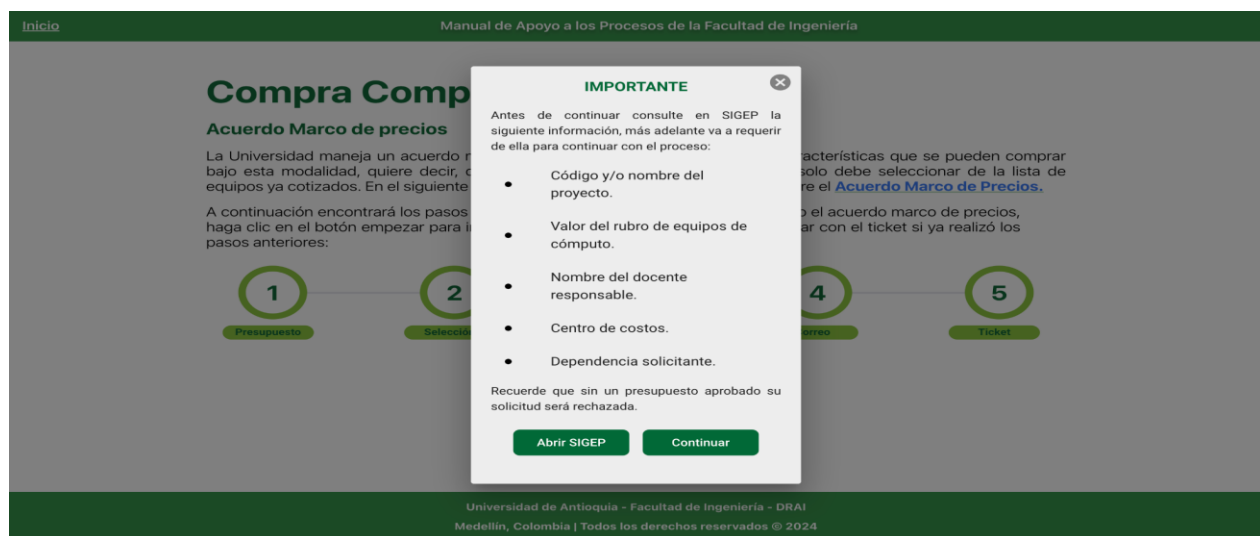 Inicio
Manual de Apoyo a los Procesos de la Facultad de Ingeniería
Compra Comp
Acuerdo Marco de precios
La Universidad maneja un acuerdo
racterísticas que se pueden comprar
bajo esta modalidad, quiere decir,
solo debe seleccionar de la lista de
equipos ya cotizados. En el siguiente
re el Acuerdo Marco de Precios.
A continuación encontrará los pasos
o el acuerdo marco de precios,
haga clic en el botón empezar para
ar con el ticket si ya realizó los
pasos anteriores:
1
2
4
5
Presupuesto
Selecció
orreo
Ticket
IMPORTANTE
Antes de continuar consulte en SIGEP la
siguiente información, más adelante va a requerir
de ella para continuar con el proceso:
• Código y/o nombre del
proyecto.
• Valor del rubro de equipos de
cómputo.
• Nombre del docente
responsable.
• Centro de costos.
• Dependencia solicitante.
Recuerde que sin un presupuesto aprobado su
solicitud será rechazada.
Abrir SIGEP
Continuar
Universidad de Antioquia - Facultad de Ingeniería - DRAI
Medellín, Colombia | Todos los derechos reservados © 2024